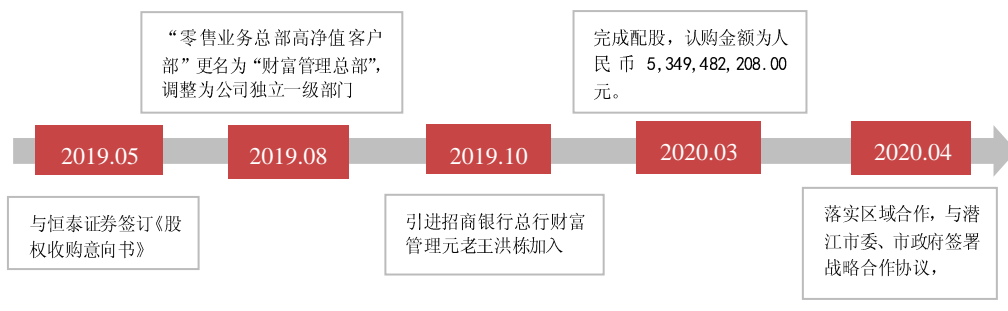 “零售业务总部高净值客户
部”更名为“财富管理总部”，
调整为公司独立一级部门
完成配股，认购金额为人
民币 5,349,482,208.00
元。
2019.05
2019.08
2019.10
2020.03
2020.04
与恒泰证券签订《股
权收购意向书》
引进招商银行总行财富
管理元老王洪栋加入
落实区域合作，与潜
江市委、市政府签署
战略合作协议，